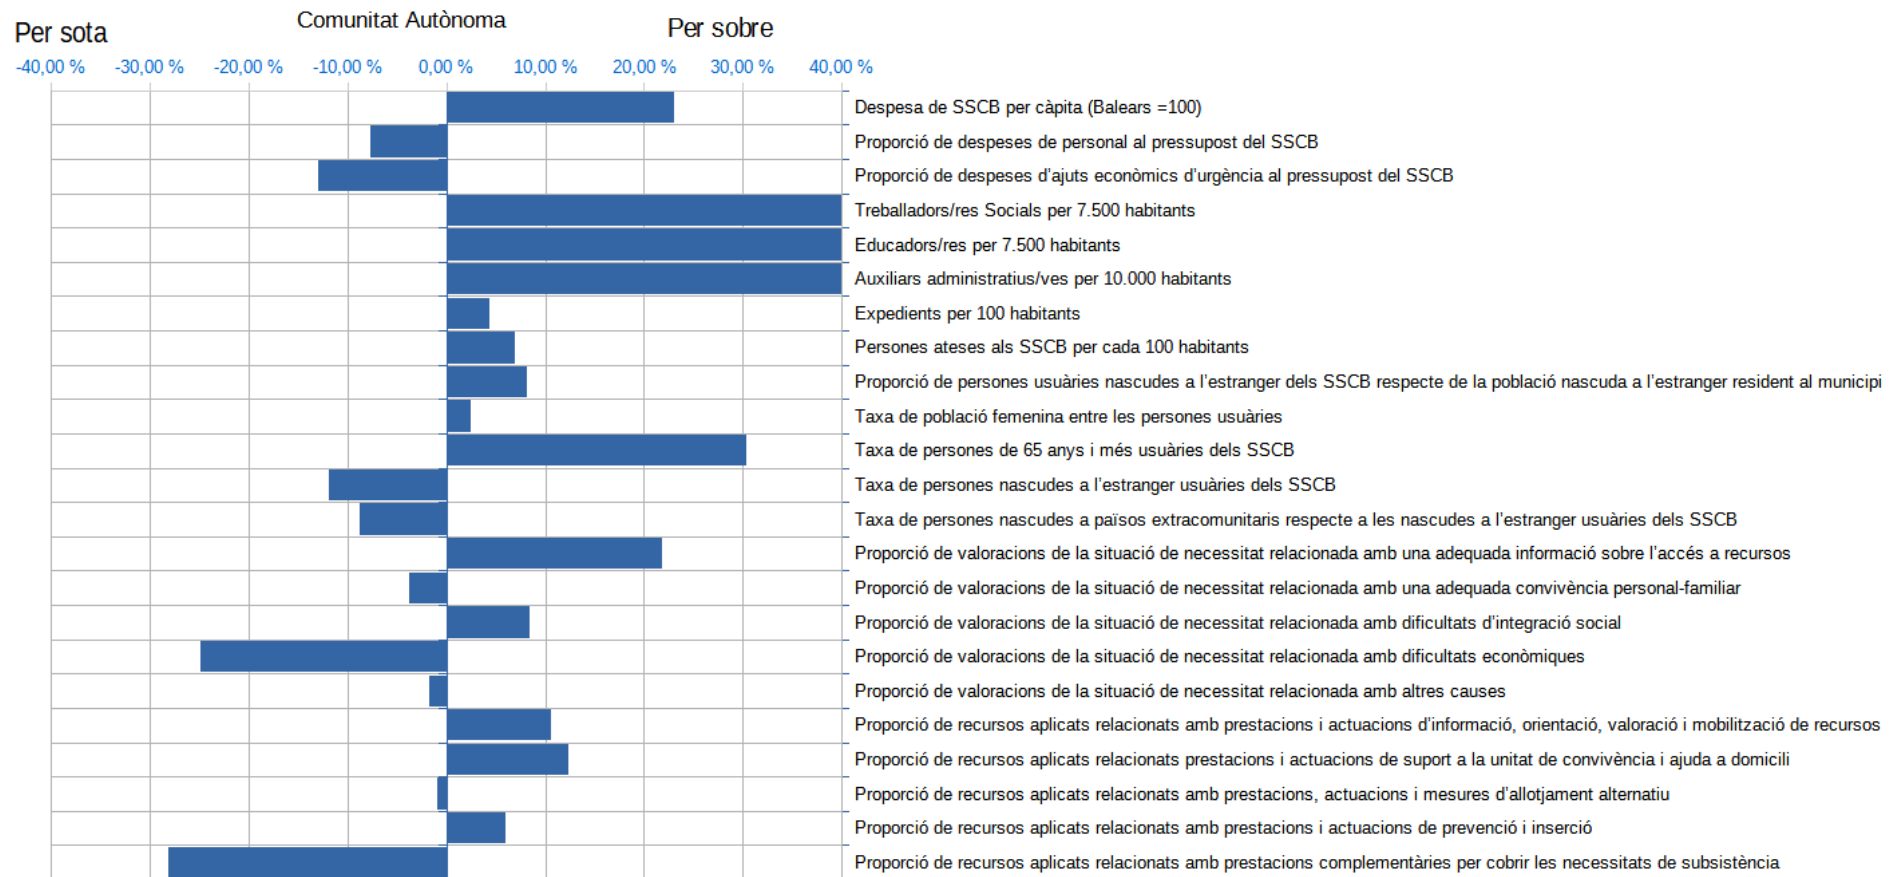 Comunitat Autònoma
Per sota
Per sobre
-40,00 % -30,00 % -20,00 % -10,00 % 0,00 % 10,00 % 20,00 % 30,00 % 40,00 %
Despesa de SSCB per càpita (Balears =100)
Proporció de despeses de personal al pressupost del SSCB
Proporció de despeses d'ajuts econòmics d'urgència al pressupost del SSCB
Treballadors/res Socials per 7.500 habitants
Educadors/res per 7.500 habitants
Auxiliars administratius/ves per 10.000 habitants
Expedients per 100 habitants
Persones ateses als SSCB per cada 100 habitants
Proporció de persones usuàries nascudes a l'estranger dels SSCB respecte de la població nascuda a l'estranger resident al municipi
Taxa de població femenina entre les persones usuàries
Taxa de persones de 65 anys i més usuàries dels SSCB
Taxa de persones nascudes a l'estranger usuàries dels SSCB
Taxa de persones nascudes a països extracomunitaris respecte a les nascudes a l'estranger usuàries dels SSCB
Proporció de valoracions de la situació de necessitat relacionada amb una adequada informació sobre l'accés a recursos
Proporció de valoracions de la situació de necessitat relacionada amb una adequada convivència personal-familiar
Proporció de valoracions de la situació de necessitat relacionada amb dificultats d'integració social
Proporció de valoracions de la situació de necessitat relacionada amb dificultats econòmiques
Proporció de valoracions de la situació de necessitat relacionada amb altres causes
Proporció de recursos aplicats relacionats amb prestacions i actuacions d'informació, orientació, valoració i mobilització de recursos
Proporció de recursos aplicats relacionats prestacions i actuacions de suport a la unitat de convivència i ajuda a domicili
Proporció de recursos aplicats relacionats amb prestacions, actuacions i mesures d'allotjament alternatiu
Proporció de recursos aplicats relacionats amb prestacions i actuacions de prevenció i inserció
Proporció de recursos aplicats relacionats amb prestacions complementàries per cobrir les necessitats de subsistència